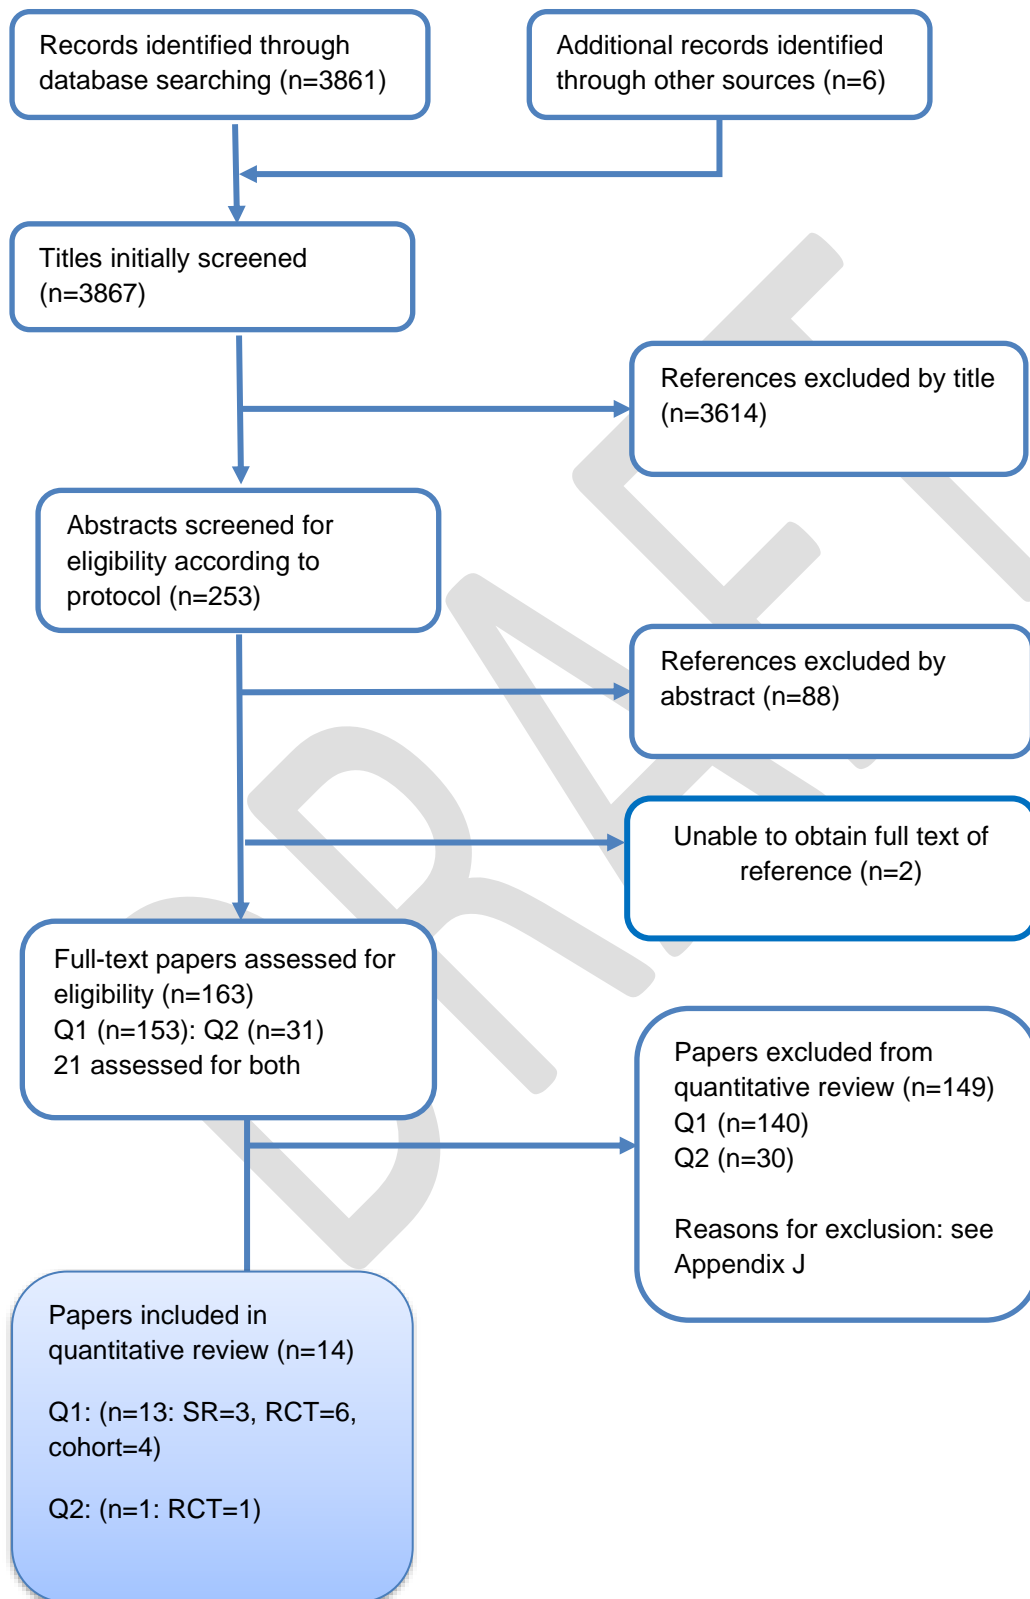 Records identified through
database searching (n=3861)
Additional records identified
through other sources (n=6)
Titles initially screened
(n=3867)
References excluded by title
(n=3614)
Abstracts screened for
eligibility according to
protocol (n=253)
References excluded by
abstract (n=88)
Unable to obtain full text of
reference (n=2)
Full-text papers assessed for
eligibility (n=163)
Q1 (n=153): Q2 (n=31)
21 assessed for both
Papers excluded from
quantitative review (n=149)
Q1 (n=140)
Q2 (n=30)
Reasons for exclusion: see
Appendix J
Papers included in
quantitative review (n=14)
Q1: (n=13: SR=3, RCT=6,
cohort=4)
Q2: (n=1: RCT=1)
DRAFT